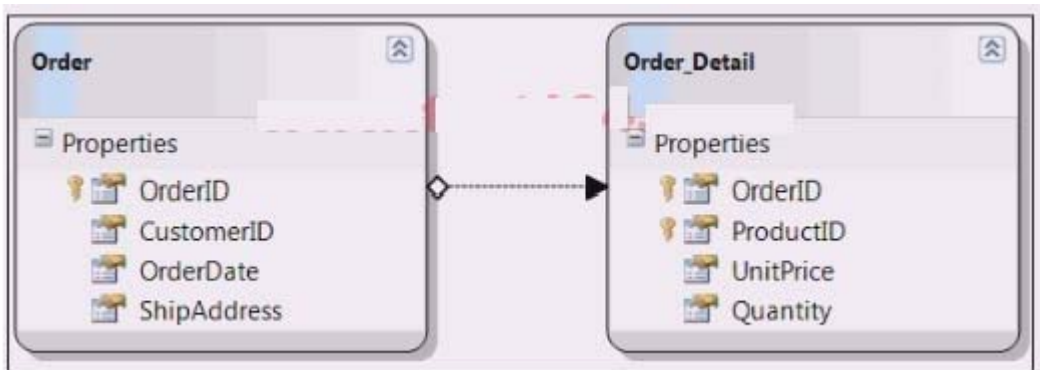 Order
Properties
OrderID
CustomerID
OrderDate
ShipAddress
Order_Detail
Properties
OrderID
ProductID
UnitPrice
Quantity